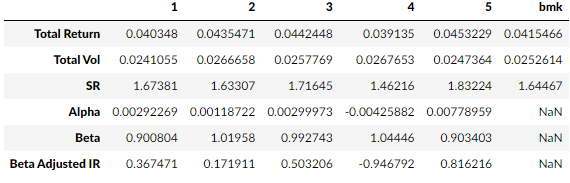 1 2 3 4 5 bmk
Total Return 0.040348 0.0435471 0.0442448 0.039135 0.0453229 0.0415466
Total Vol 0.0241055 0.0266658 0.0257769 0.0267653 0.0247364 0.0252614
SR 1.67381 1.63307 1.71645 1.46216 1.83224 1.64467
Alpha 0.00292269 0.00118722 0.00299973 -0.00425882 0.00778959 NaN
Beta 0.900804 1.01958 0.992743 1.04446 0.903403 NaN
Beta Adjusted IR 0.367471 0.171911 0.503206 -0.946792 0.816216 NaN